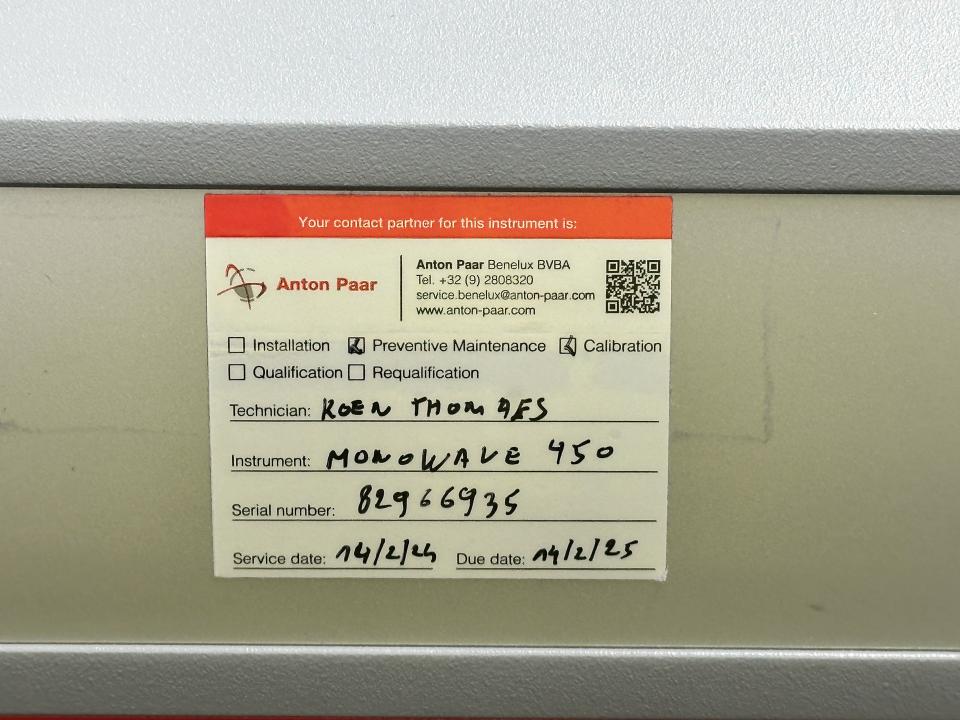 Your contact partner for this instrument is:
Anton Paar
Anton Paar Benelux BVBA
Tel. +32 (9) 2808320
service.benelux@anton-paar.com
www.anton-paar.com
Installation Preventive Maintenance Calibration
Qualification Requalification
Technician: KOEN THOMAES
Instrument: MONOWAVE 450
Serial number: 82966935
Service date: 14/2/24 Due date: 14/2/25